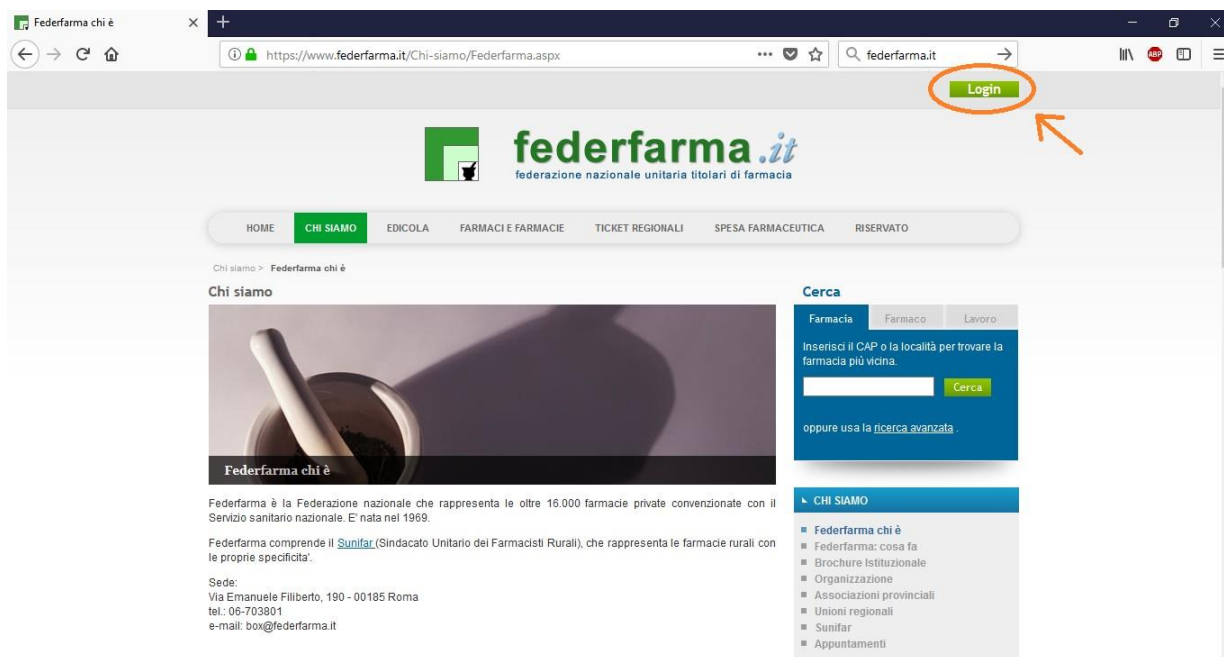 Federfarma chi è
https://www.federfarma.it/Chi-siamo/Federfarma.aspx
federfarma.it
ABP
Login
federfarma.it
federazione nazionale unitaria titolari di farmacia
HOME CHI SIAMO EDICOLA FARMACI E FARMACIE TICKET REGIONALI SPESA FARMACEUTICA RISERVATO
Chi siamo > Federfarma chi è
Chi siamo
Federfarma chi è
Federfarma è la Federazione nazionale che rappresenta le oltre 16.000 farmacie private convenzionate con il
Servizio sanitario nazionale. E' nata nel 1969.
Federfarma comprende il Sunifar (Sindacato Unitario dei Farmacisti Rurali), che rappresenta le farmacie rurali con
le proprie specificita'.
Sede:
Via Emanuele Filiberto, 190 - 00185 Roma
tel.: 06-703801
e-mail: box@federfarma.it
Cerca
Farmacia Farmaco Lavoro
Inserisci il CAP o la località per trovare la
farmacia più vicina.
Cerca
oppure usa la ricerca avanzata .
CHI SIAMO
Federfarma chi è
Federfarma: cosa fa
Brochure Istituzionale
Organizzazione
Associazioni provinciali
Unioni regionali
Sunifar
Appuntamenti